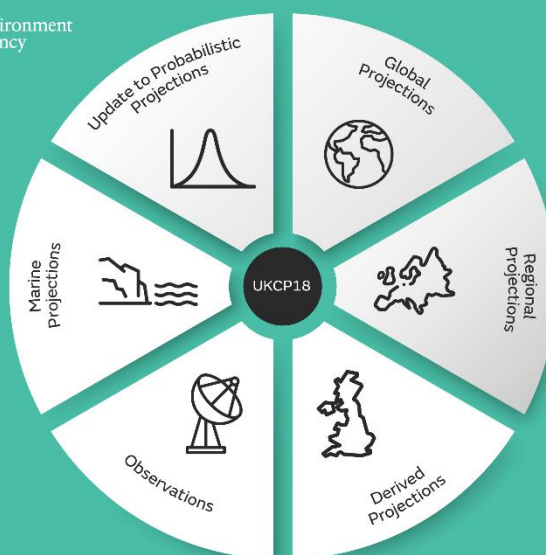 ironment
ncy
Update to Probabilistic
Projections
Global
Projections
Regional
Projections
Derived
Projections
Observations
Marine
Projections
UKCP18